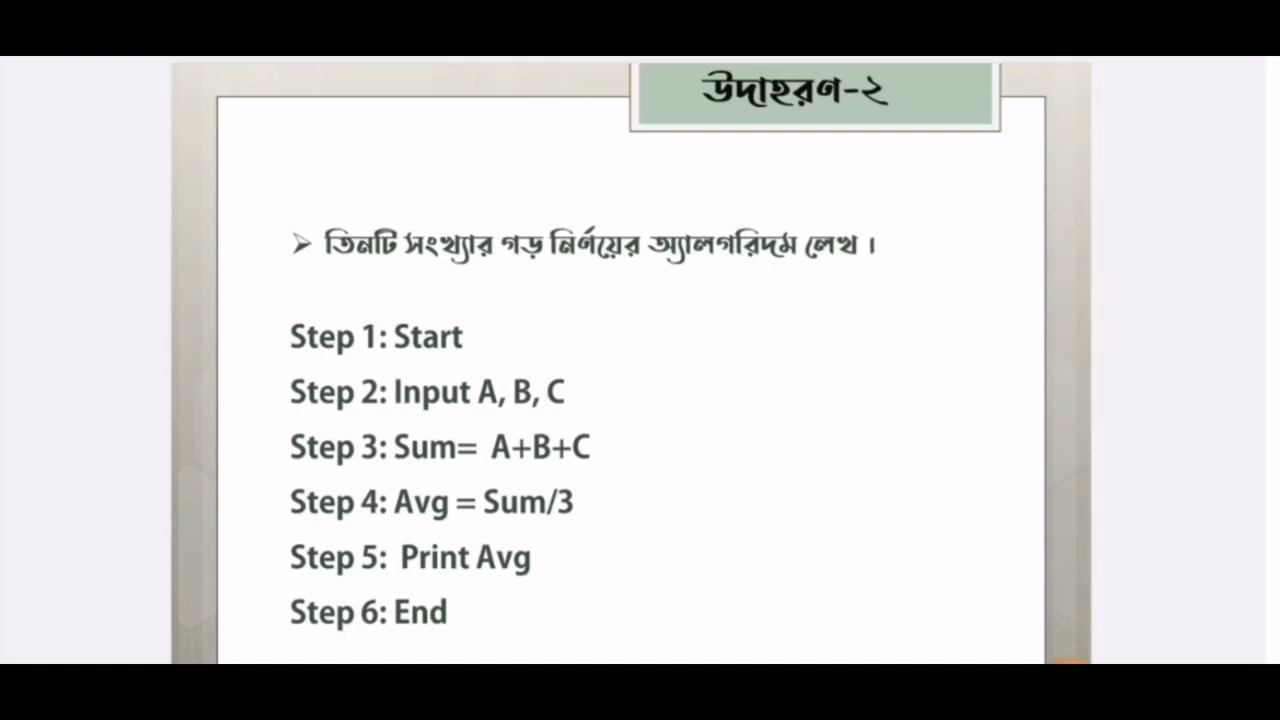 উদাহরণ-২
➢ তিনটি সংখ্যার গড় নির্ণয়ের অ্যালগরিদম লেখ ।
Step 1: Start
Step 2: Input A, B, C
Step 3: Sum= A+B+C
Step 4: Avg = Sum/3
Step 5: Print Avg
Step 6: End